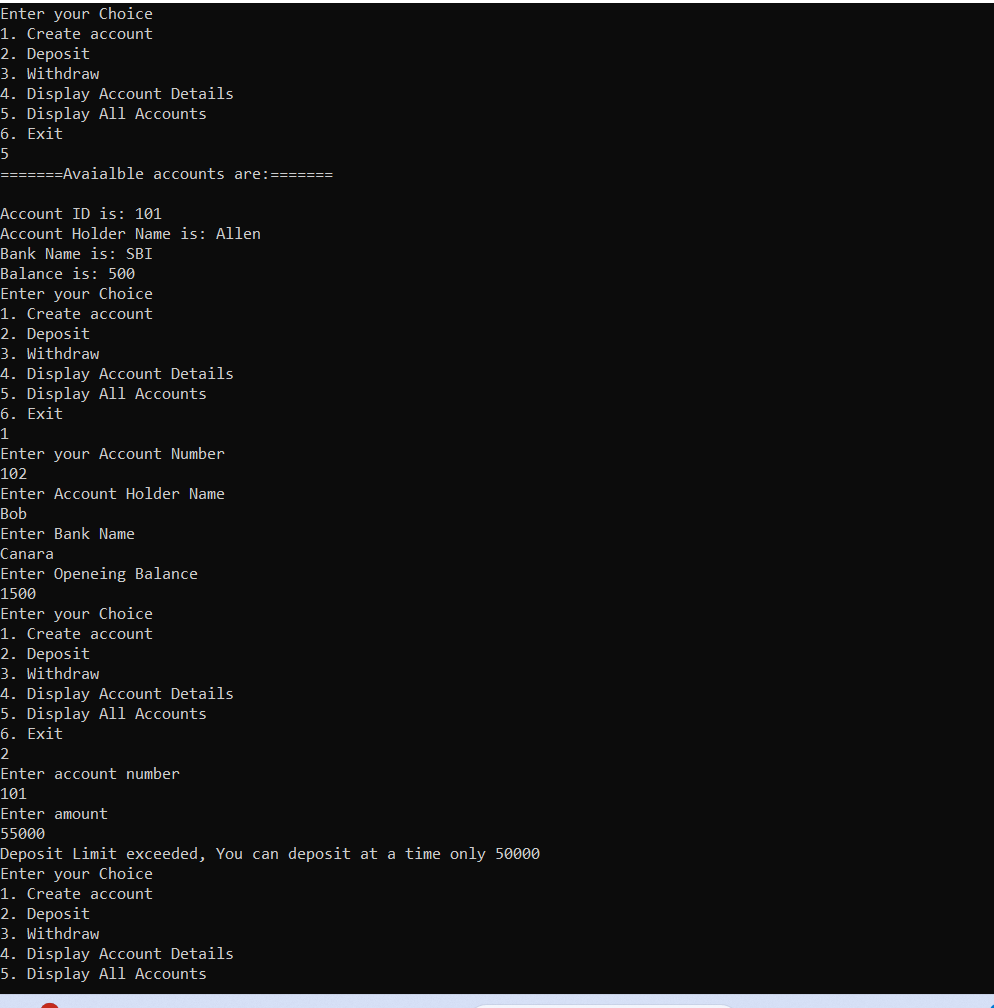 Enter your Choice
1. Create account
2. Deposit
3. Withdraw
4. Display Account Details
5. Display All Accounts
6. Exit
5
=======Avaialble accounts are:=======
Account ID is: 101
Account Holder Name is: Allen
Bank Name is: SBI
Balance is: 500
Enter your Choice
1. Create account
2. Deposit
3. Withdraw
4. Display Account Details
5. Display All Accounts
6. Exit
1
Enter your Account Number
102
Enter Account Holder Name
Bob
Enter Bank Name
Canara
Enter Openeing Balance
1500
Enter your Choice
1. Create account
2. Deposit
3. Withdraw
4. Display Account Details
5. Display All Accounts
6. Exit
2
Enter account number
101
Enter amount
55000
Deposit Limit exceeded, You can deposit at a time only 50000
Enter your Choice
1. Create account
2. Deposit
3. Withdraw
4. Display Account Details
5. Display All Accounts